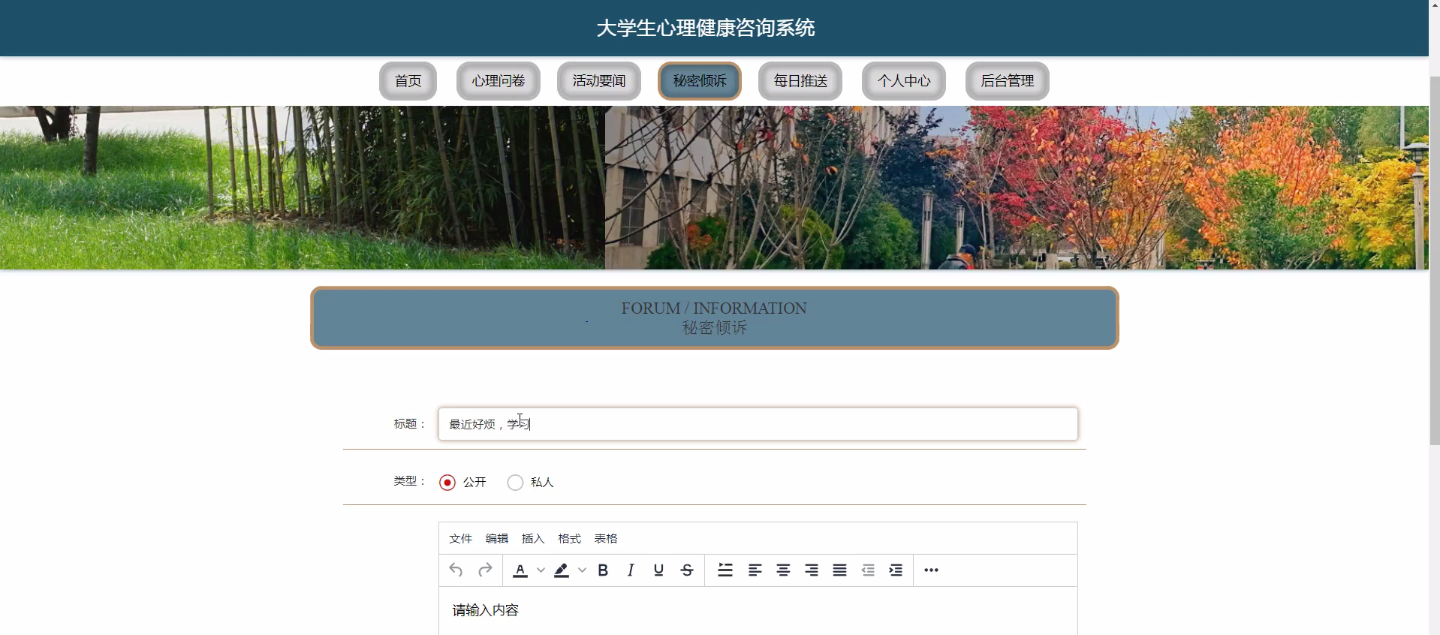 大学生心理健康咨询系统
首页 心理问卷 活动要闻 秘密倾诉 每日推送 个人中心 后台管理
FORUM / INFORMATION
秘密倾诉
标题： 最近好烦，学习
类型： 公开 私人
文件 编辑 插入 格式 表格
请输入内容